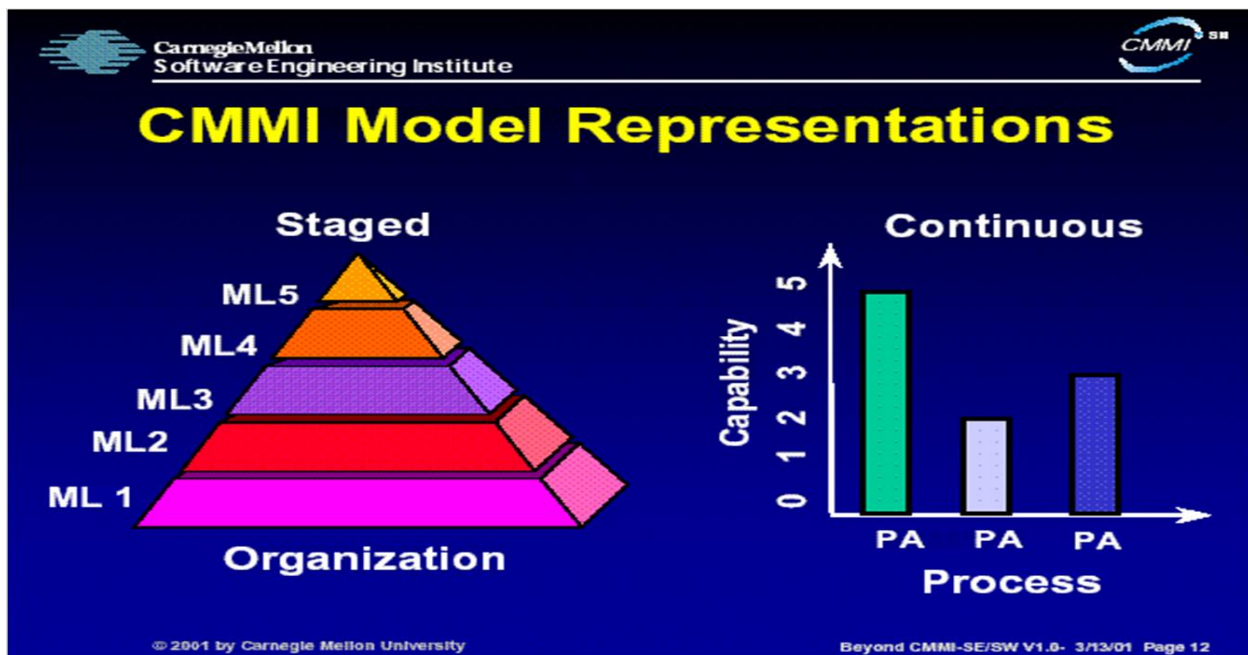 CarnegieMellon
Software Engineering Institute
CMMI SM
CMMI Model Representations
Staged
ML5
ML4
ML3
ML2
ML 1
Organization
Continuous
Capability
5
4
3
2
1
0
PA PA PA
Process
© 2001 by Carnegie Mellon University
Beyond CMMI-SE/SW V1.0- 3/13/01 Page 12